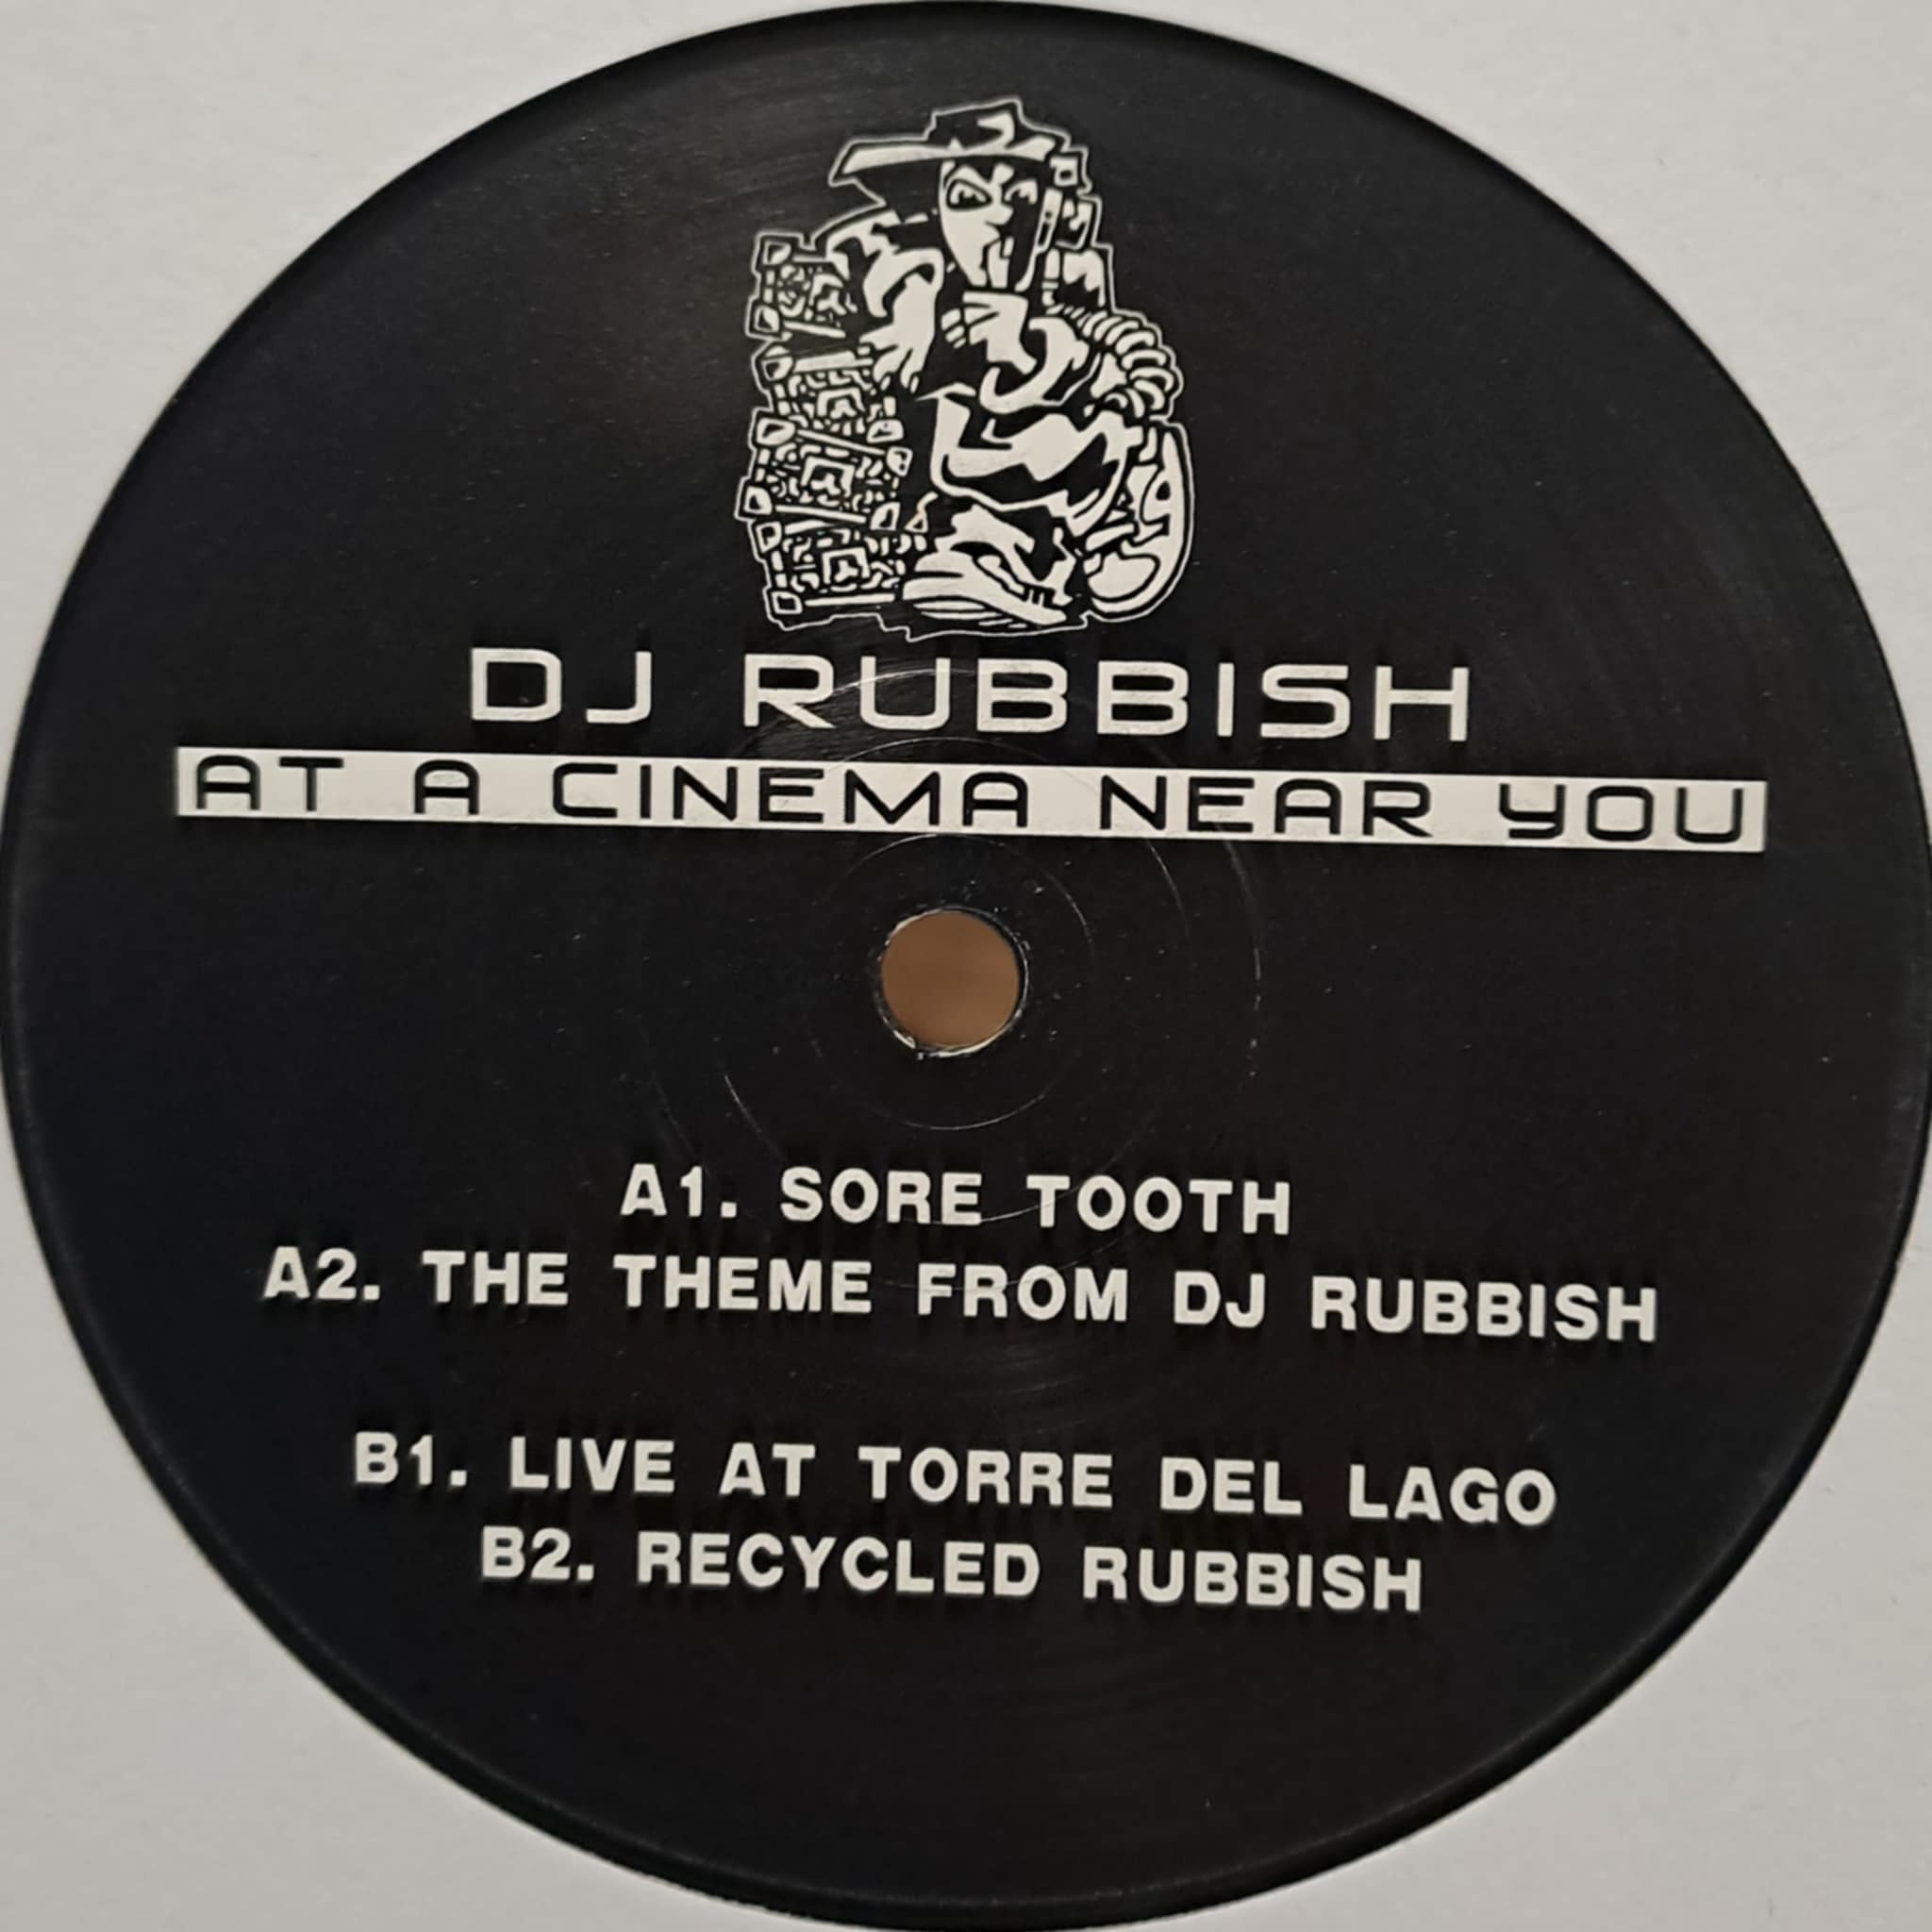 DJ RUBBISH
AT A CINEMA NEAR YOU
A1. SORE TOOTH
A2. THE THEME FROM DJ RUBBISH
B1. LIVE AT TORRE DEL LAGO
B2. RECYCLED RUBBISH